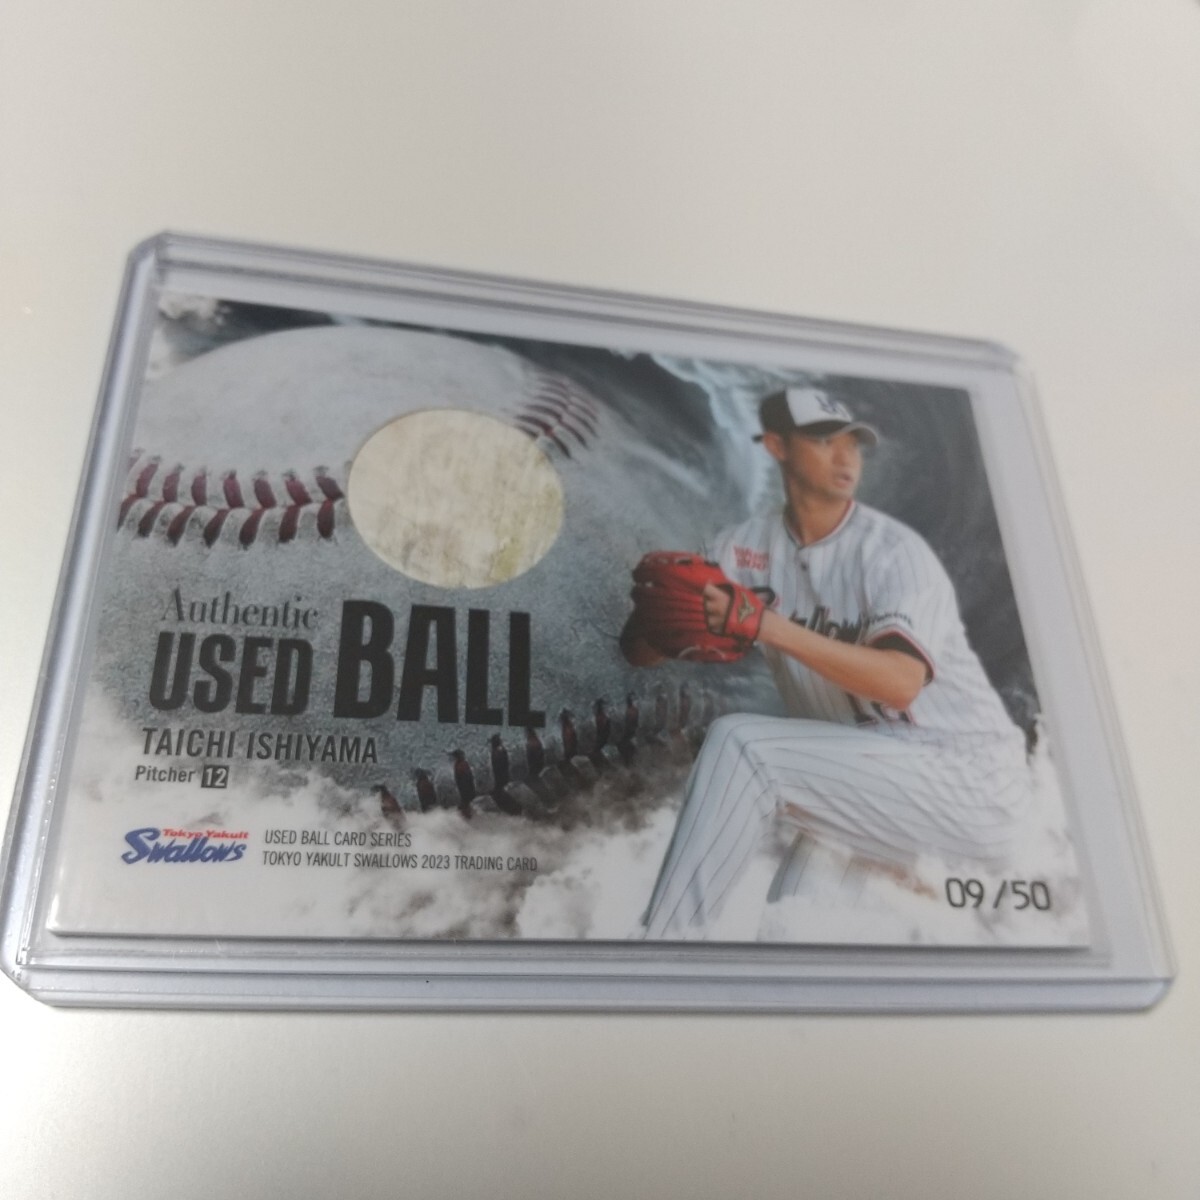 Authentic
USED BALL
TAICHI ISHIYAMA
Pitcher 12
Tokyo Yakult
Swallows
USED BALL CARD SERIES
TOKYO YAKULT SWALLOWS 2023 TRADING CARD
09/50